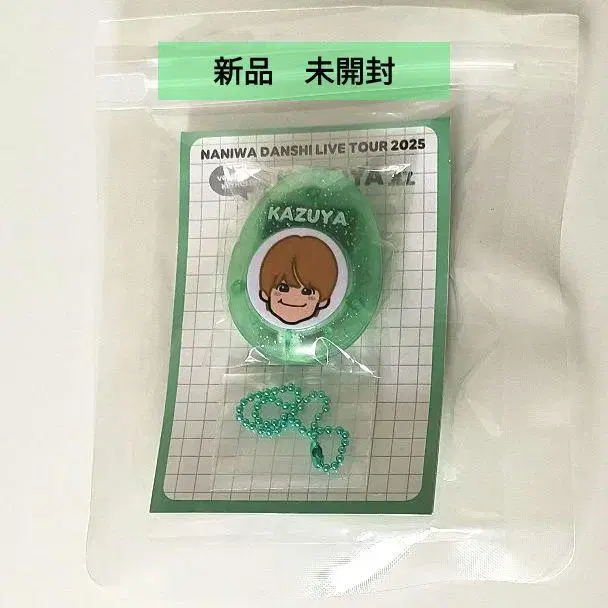 新品　未開封
NANIWA DANSHI LIVE TOUR 2025
KAZUYA